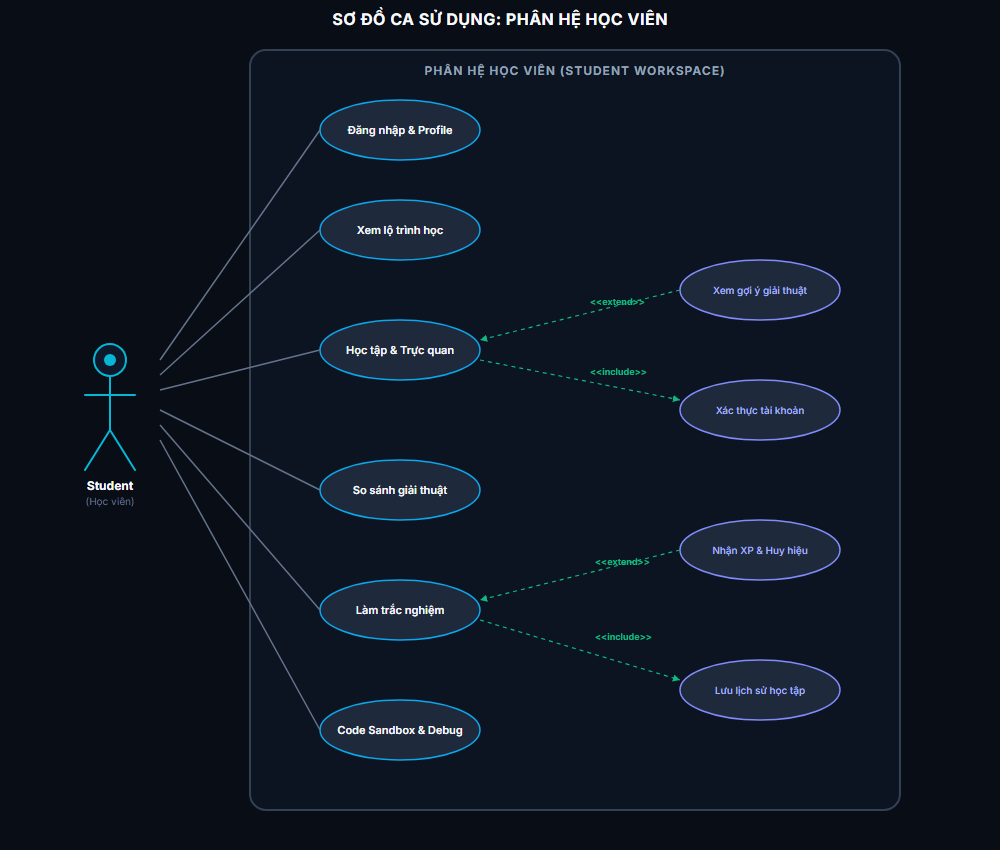 SƠ ĐỒ CA SỬ DỤNG: PHÂN HỆ HỌC VIÊN
PHÂN HỆ HỌC VIÊN (STUDENT WORKSPACE)
Đăng nhập & Profile
Xem lộ trình học
Xem gợi ý giải thuật
<<extend>>
Học tập & Trực quan
<<include>>
Xác thực tài khoản
Student
(Học viên)
So sánh giải thuật
Nhận XP & Huy hiệu
<<extend>>
Làm trắc nghiệm
<<include>>
Lưu lịch sử học tập
Code Sandbox & Debug